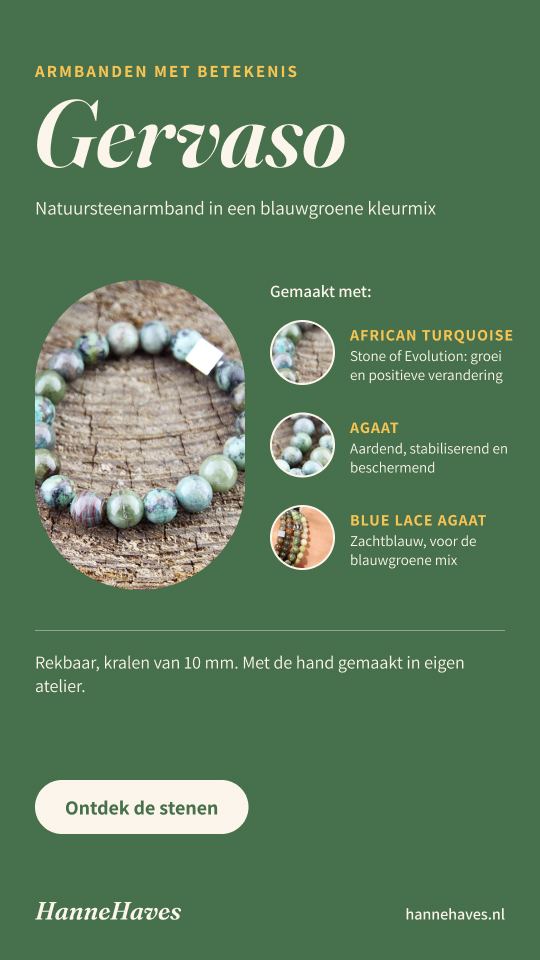 ARMBANDEN MET BETEKENIS
Gervaso
Natuursteenarmband in een blauwgroene kleurmix
Gemaakt met:
AFRICAN TURQUOISE
Stone of Evolution: groei
en positieve verandering
AGAAT
Aardend, stabiliserend en
beschermend
BLUE LACE AGAAT
Zachtblauw, voor de
blauwgroene mix
Rekbaar, kralen van 10 mm. Met de hand gemaakt in eigen
atelier.
Ontdek de stenen
HanneHaves
hannehaves.nl